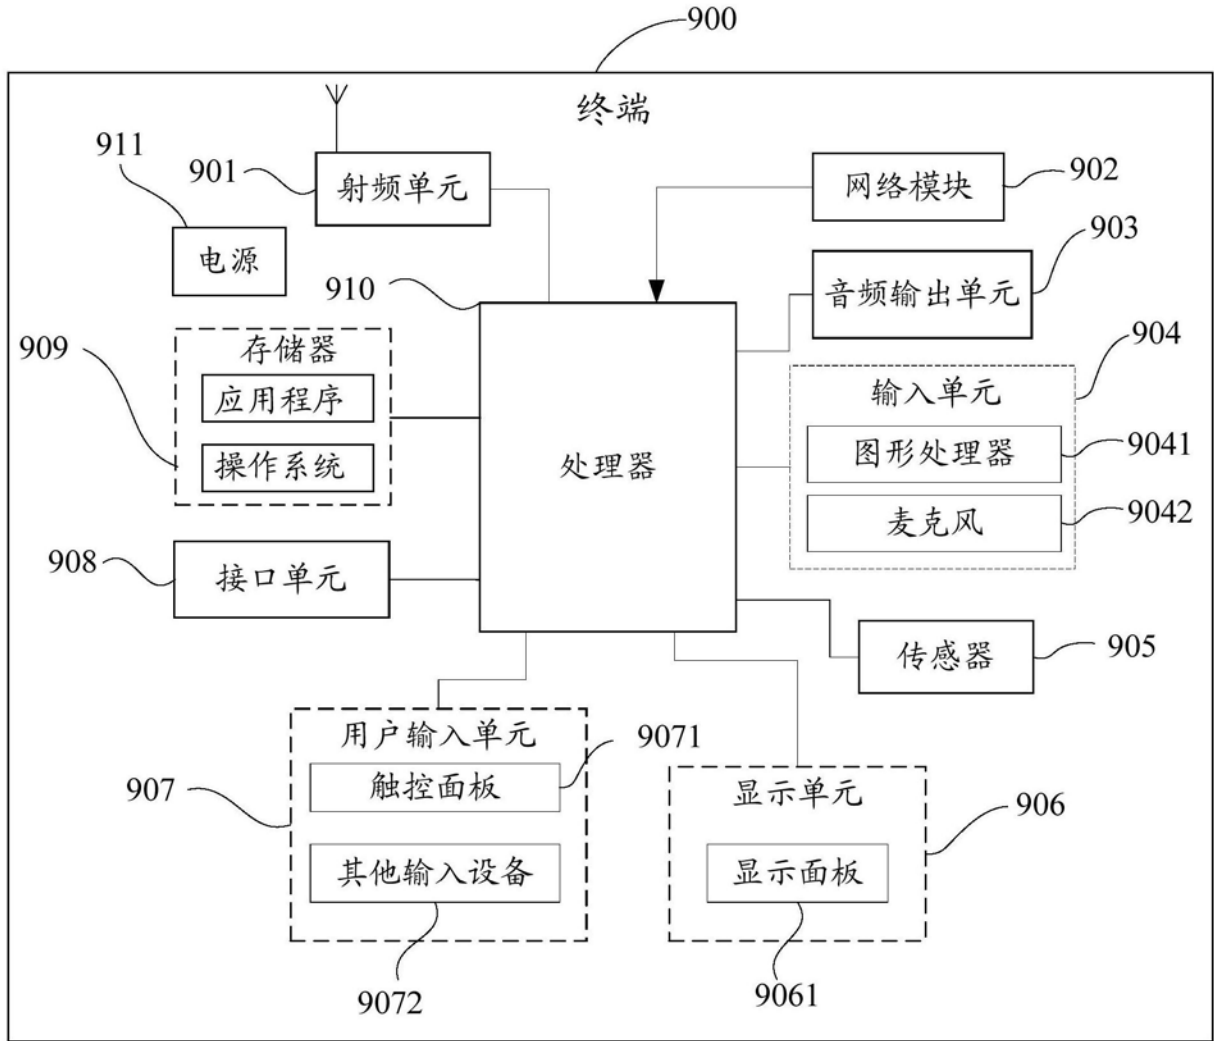 900
终端
911
901
射频单元
网络模块
902
电源
910
音频输出单元
903
909
存储器
应用程序
操作系统
处理器
904
输入单元
图形处理器
9041
麦克风
9042
908
接口单元
传感器
905
用户输入单元
9071
907
触控面板
其他输入设备
9072
显示单元
906
显示面板
9061